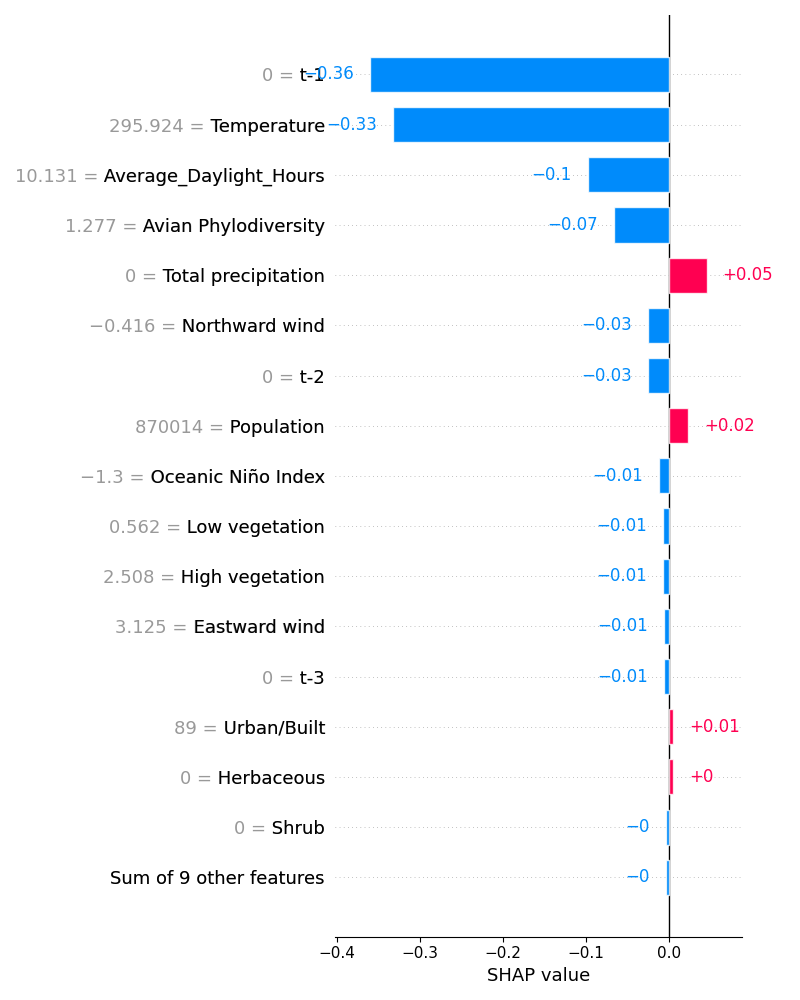 0 = t-1 −0.36
295.924 = Temperature −0.33
10.131 = Average_Daylight_Hours −0.1
1.277 = Avian Phylodiversity −0.07
0 = Total precipitation +0.05
−0.416 = Northward wind −0.03
0 = t-2 −0.03
870014 = Population +0.02
−1.3 = Oceanic Niño Index −0.01
0.562 = Low vegetation −0.01
2.508 = High vegetation −0.01
3.125 = Eastward wind −0.01
0 = t-3 −0.01
89 = Urban/Built +0.01
0 = Herbaceous +0
0 = Shrub −0
Sum of 9 other features −0
−0.4 −0.3 −0.2 −0.1 0.0
SHAP value